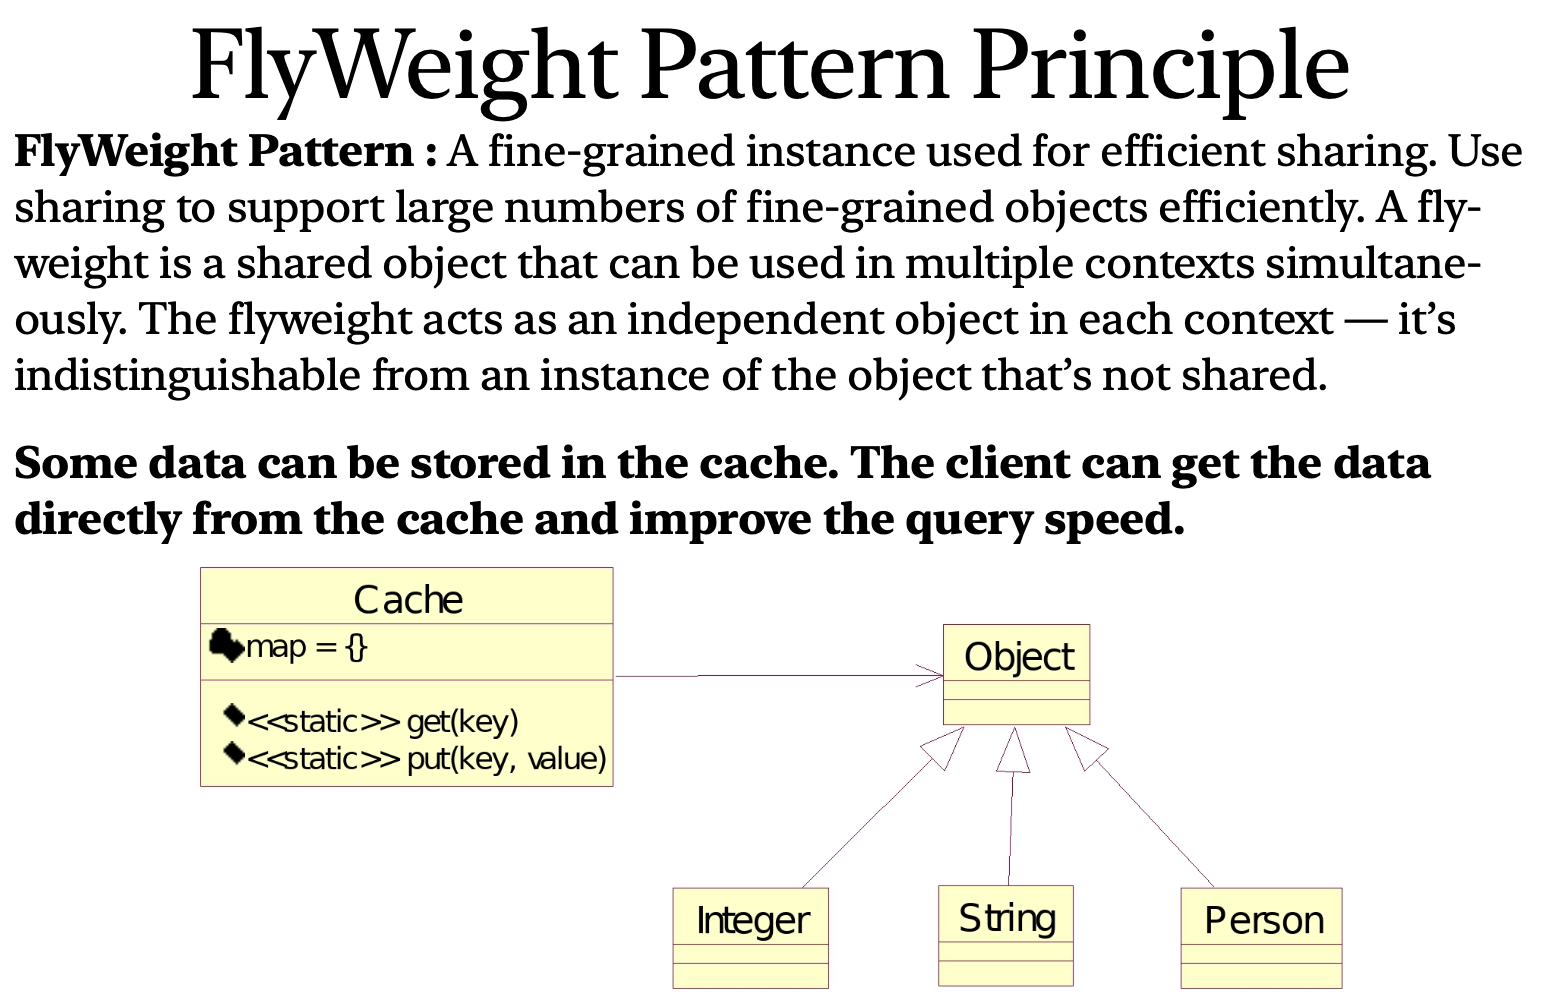 FlyWeight Pattern Principle
FlyWeight Pattern : A fine-grained instance used for efficient sharing. Use
sharing to support large numbers of fine-grained objects efficiently. A fly-
weight is a shared object that can be used in multiple contexts simultane-
ously. The flyweight acts as an independent object in each context — it’s
indistinguishable from an instance of the object that’s not shared.
Some data can be stored in the cache. The client can get the data
directly from the cache and improve the query speed.
Cache
map = {}
<<static>> get(key)
<<static>> put(key, value)
Object
Integer
String
Person